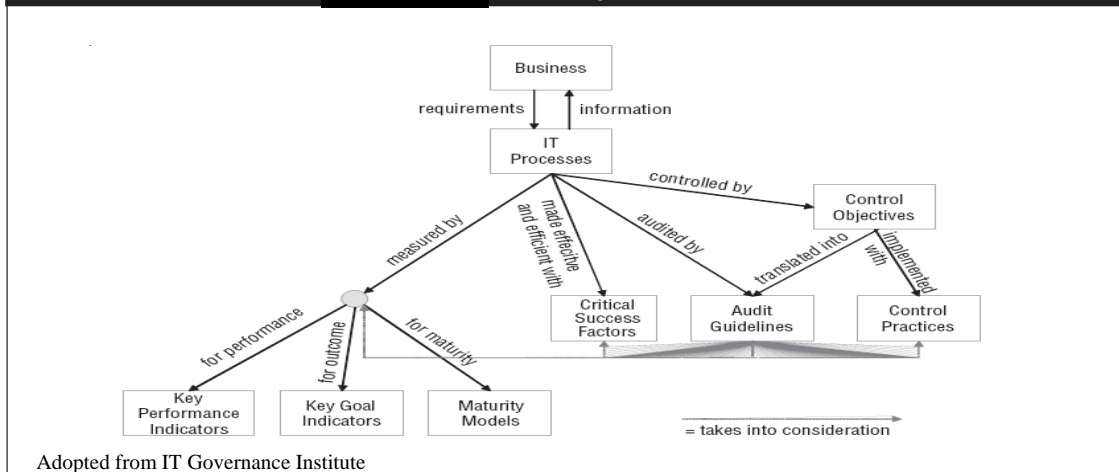 Business
requirements
information
IT
Processes
controlled by
Control
Objectives
measured by
made effecitve
and efficient with
audited by
translated into
implemented
with
Critical
Success
Factors
Audit
Guidelines
Control
Practices
for performance
for outcome
for maturity
Key
Performance
Indicators
Key Goal
Indicators
Maturity
Models
= takes into consideration
Adopted from IT Governance Institute